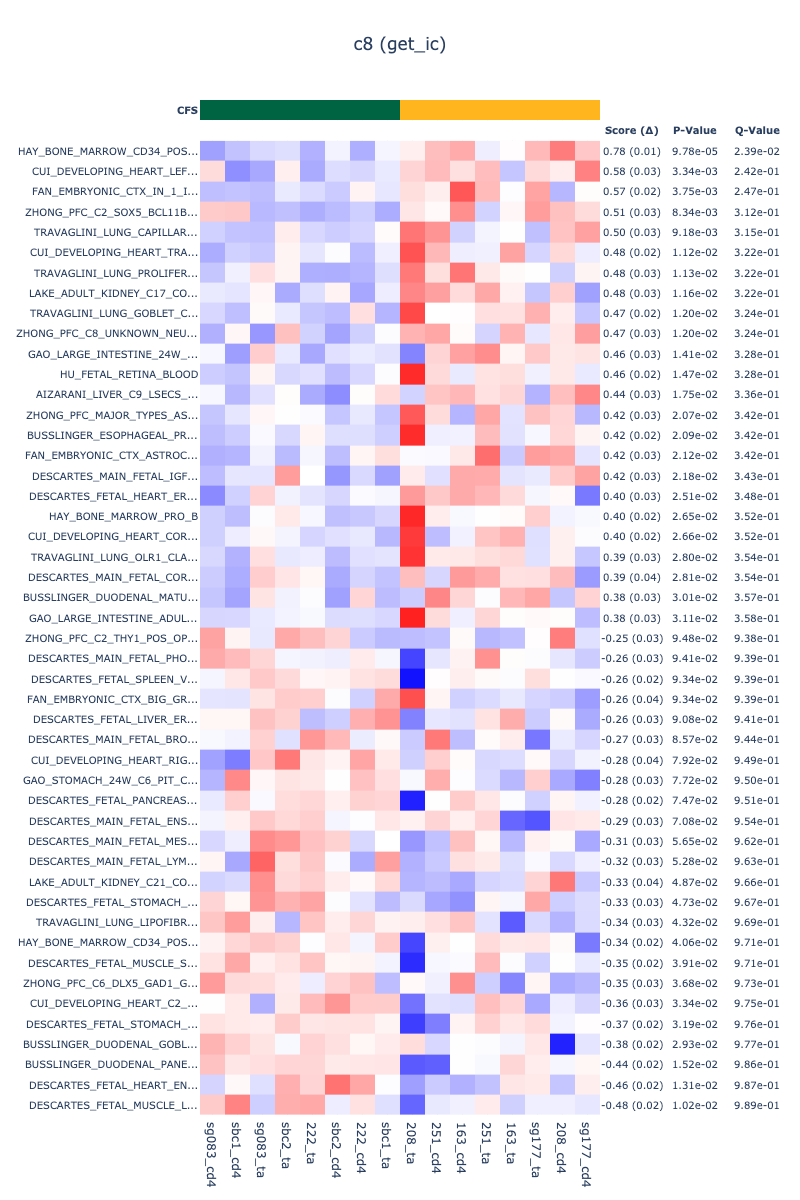 c8 (get_ic)
CFS
Score (Δ) P-Value Q-Value
HAY_BONE_MARROW_CD34_POS... 0.78 (0.01) 9.78e-05 2.39e-02
CUI_DEVELOPING_HEART_LEF... 0.58 (0.03) 3.34e-03 2.42e-01
FAN_EMBRYONIC_CTX_IN_1_I... 0.57 (0.02) 3.75e-03 2.47e-01
ZHONG_PFC_C2_SOX5_BCL11B... 0.51 (0.03) 8.34e-03 3.12e-01
TRAVAGLINI_LUNG_CAPILLAR... 0.50 (0.03) 9.18e-03 3.15e-01
CUI_DEVELOPING_HEART_TRA... 0.48 (0.02) 1.12e-02 3.22e-01
TRAVAGLINI_LUNG_PROLIFER... 0.48 (0.03) 1.13e-02 3.22e-01
LAKE_ADULT_KIDNEY_C17_CO... 0.48 (0.03) 1.16e-02 3.22e-01
TRAVAGLINI_LUNG_GOBLET_C... 0.47 (0.02) 1.20e-02 3.24e-01
ZHONG_PFC_C8_UNKNOWN_NEU... 0.47 (0.03) 1.20e-02 3.24e-01
GAO_LARGE_INTESTINE_24W_... 0.46 (0.03) 1.41e-02 3.28e-01
HU_FETAL_RETINA_BLOOD 0.46 (0.02) 1.47e-02 3.28e-01
AIZARANI_LIVER_C9_LSECS_... 0.44 (0.03) 1.75e-02 3.36e-01
ZHONG_PFC_MAJOR_TYPES_AS... 0.42 (0.03) 2.07e-02 3.42e-01
BUSSLINGER_ESOPHAGEAL_PR... 0.42 (0.02) 2.09e-02 3.42e-01
FAN_EMBRYONIC_CTX_ASTROC... 0.42 (0.03) 2.12e-02 3.42e-01
DESCARTES_MAIN_FETAL_IGF... 0.42 (0.03) 2.18e-02 3.43e-01
DESCARTES_FETAL_HEART_ER... 0.40 (0.03) 2.51e-02 3.48e-01
HAY_BONE_MARROW_PRO_B 0.40 (0.02) 2.65e-02 3.52e-01
CUI_DEVELOPING_HEART_COR... 0.40 (0.02) 2.66e-02 3.52e-01
TRAVAGLINI_LUNG_OLR1_CLA... 0.39 (0.03) 2.80e-02 3.54e-01
DESCARTES_MAIN_FETAL_COR... 0.39 (0.04) 2.81e-02 3.54e-01
BUSSLINGER_DUODENAL_MATU... 0.38 (0.03) 3.01e-02 3.57e-01
GAO_LARGE_INTESTINE_ADUL... 0.38 (0.03) 3.11e-02 3.58e-01
ZHONG_PFC_C2_THY1_POS_OP... -0.25 (0.03) 9.48e-02 9.38e-01
DESCARTES_MAIN_FETAL_PHO... -0.26 (0.03) 9.41e-02 9.39e-01
DESCARTES_FETAL_SPLEEN_V... -0.26 (0.02) 9.34e-02 9.39e-01
FAN_EMBRYONIC_CTX_BIG_GR... -0.26 (0.04) 9.34e-02 9.39e-01
DESCARTES_FETAL_LIVER_ER... -0.26 (0.03) 9.08e-02 9.41e-01
DESCARTES_MAIN_FETAL_BRO... -0.27 (0.03) 8.57e-02 9.44e-01
CUI_DEVELOPING_HEART_RIG... -0.28 (0.04) 7.92e-02 9.49e-01
GAO_STOMACH_24W_C6_PIT_C... -0.28 (0.03) 7.72e-02 9.50e-01
DESCARTES_FETAL_PANCREAS... -0.28 (0.02) 7.47e-02 9.51e-01
DESCARTES_MAIN_FETAL_ENS... -0.29 (0.03) 7.08e-02 9.54e-01
DESCARTES_MAIN_FETAL_MES... -0.31 (0.03) 5.65e-02 9.62e-01
DESCARTES_MAIN_FETAL_LYM... -0.32 (0.03) 5.28e-02 9.63e-01
LAKE_ADULT_KIDNEY_C21_CO... -0.33 (0.04) 4.87e-02 9.66e-01
DESCARTES_FETAL_STOMACH_... -0.33 (0.03) 4.73e-02 9.67e-01
TRAVAGLINI_LUNG_LIPOFIBR... -0.34 (0.03) 4.32e-02 9.69e-01
HAY_BONE_MARROW_CD34_POS... -0.34 (0.02) 4.06e-02 9.71e-01
DESCARTES_FETAL_MUSCLE_S... -0.35 (0.02) 3.91e-02 9.71e-01
ZHONG_PFC_C6_DLX5_GAD1_G... -0.35 (0.03) 3.68e-02 9.73e-01
CUI_DEVELOPING_HEART_C2_... -0.36 (0.03) 3.34e-02 9.75e-01
DESCARTES_FETAL_STOMACH_... -0.37 (0.02) 3.19e-02 9.76e-01
BUSSLINGER_DUODENAL_GOBL... -0.38 (0.02) 2.93e-02 9.77e-01
BUSSLINGER_DUODENAL_PANE... -0.44 (0.02) 1.52e-02 9.86e-01
DESCARTES_FETAL_HEART_EN... -0.46 (0.02) 1.31e-02 9.87e-01
DESCARTES_FETAL_MUSCLE_L... -0.48 (0.02) 1.02e-02 9.89e-01
sg083_cd4
sbc1_cd4
sg083_ta
sbc2_ta
222_ta
sbc2_cd4
222_cd4
sbc1_ta
208_ta
251_cd4
163_cd4
251_ta
163_ta
sg177_ta
208_cd4
sg177_cd4